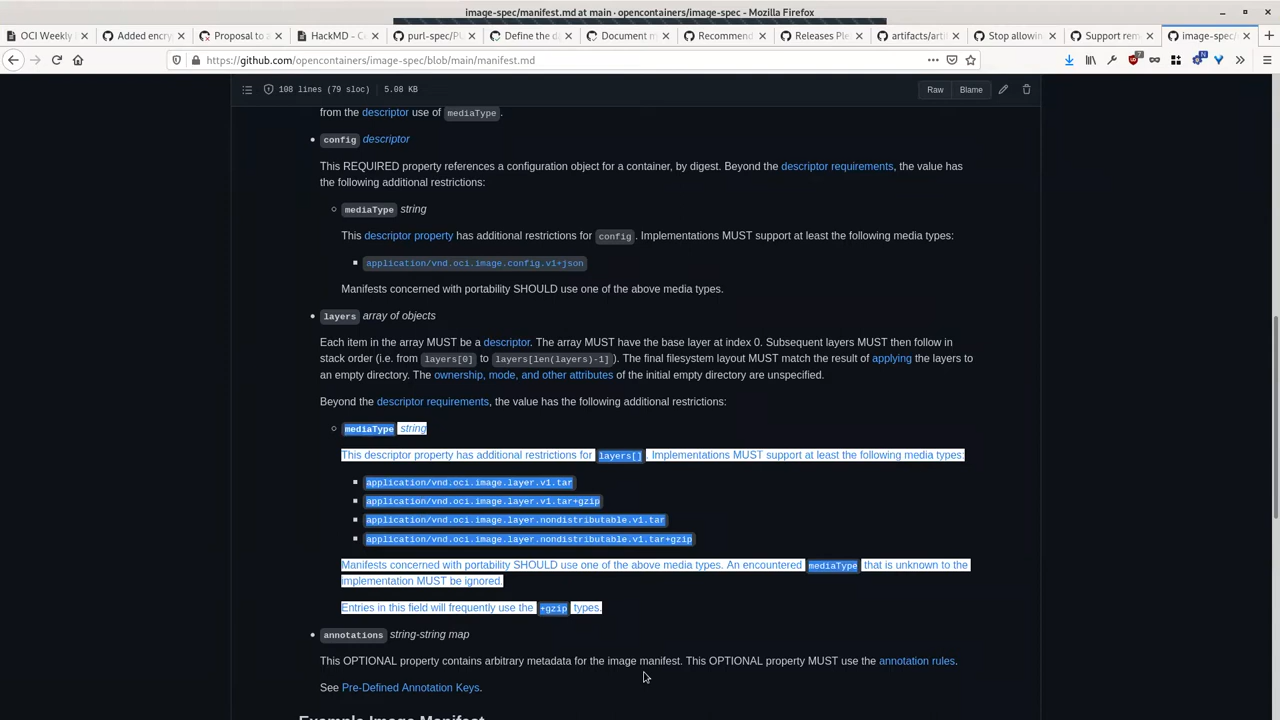 image-spec/manifest.md at main · opencontainers/image-spec - Mozilla Firefox
OCI Weekly
Added encry
Proposal to a
HackMD - C
purl-spec/PU
Define the d
Document m
Recommend
Releases Ple
artifacts/arti
Stop allowin
Support rem
image-spec/
https://github.com/opencontainers/image-spec/blob/main/manifest.md
108 lines (79 sloc) 5.08 KB
Raw Blame
from the descriptor use of mediaType.
config descriptor
This REQUIRED property references a configuration object for a container, by digest. Beyond the descriptor requirements, the value has
the following additional restrictions:
mediaType string
This descriptor property has additional restrictions for config. Implementations MUST support at least the following media types:
application/vnd.oci.image.config.v1+json
Manifests concerned with portability SHOULD use one of the above media types.
layers array of objects
Each item in the array MUST be a descriptor. The array MUST have the base layer at index 0. Subsequent layers MUST then follow in
stack order (i.e. from layers[0] to layers[len(layers)-1]). The final filesystem layout MUST match the result of applying the layers to
an empty directory. The ownership, mode, and other attributes of the initial empty directory are unspecified.
Beyond the descriptor requirements, the value has the following additional restrictions:
mediaType string
This descriptor property has additional restrictions for layers[]. Implementations MUST support at least the following media types:
application/vnd.oci.image.layer.v1.tar
application/vnd.oci.image.layer.v1.tar+gzip
application/vnd.oci.image.layer.nondistributable.v1.tar
application/vnd.oci.image.layer.nondistributable.v1.tar+gzip
Manifests concerned with portability SHOULD use one of the above media types. An encountered mediaType that is unknown to the
implementation MUST be ignored.
Entries in this field will frequently use the +gzip types.
annotations string-string map
This OPTIONAL property contains arbitrary metadata for the image manifest. This OPTIONAL property MUST use the annotation rules.
See Pre-Defined Annotation Keys.
Example Image Manifest